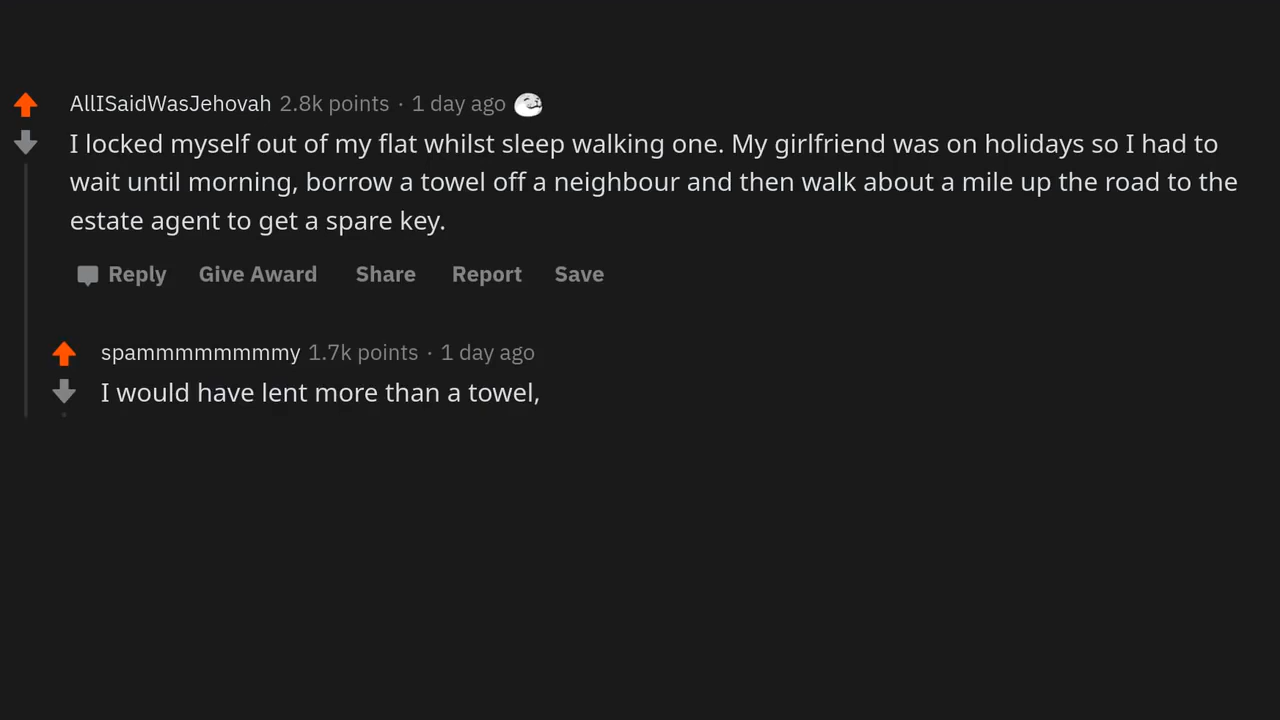 AllISaidWasJehovah 2.8k points · 1 day ago
I locked myself out of my flat whilst sleep walking one. My girlfriend was on holidays so I had to
wait until morning, borrow a towel off a neighbour and then walk about a mile up the road to the
estate agent to get a spare key.
Reply Give Award Share Report Save
spammmmmmmmy 1.7k points · 1 day ago
I would have lent more than a towel,